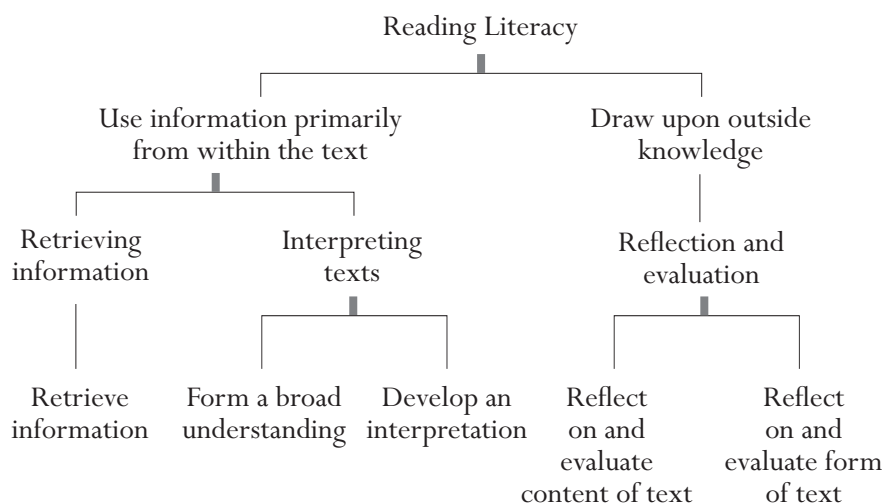 Reading Literacy
Use information primarily
from within the text
Draw upon outside
knowledge
Retrieving
information
Interpreting
texts
Reflection and
evaluation
Retrieve
information
Form a broad
understanding
Develop an
interpretation
Reflect
on and
evaluate
content of text
Reflect
on and
evaluate form
of text